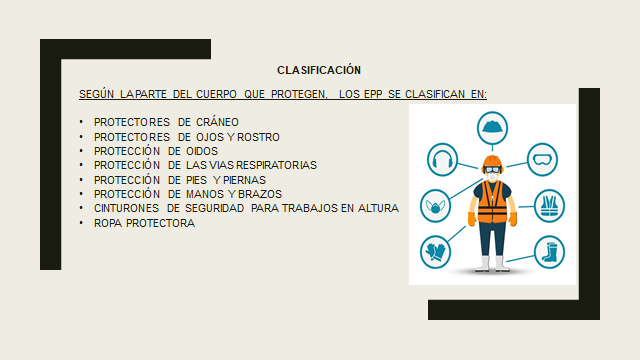 CLASIFICACIÓN
SEGÚN LA PARTE DEL CUERPO QUE PROTEGEN, LOS EPP SE CLASIFICAN EN:
• PROTECTORES DE CRÁNEO
• PROTECTORES DE OJOS Y ROSTRO
• PROTECCIÓN DE OIDOS
• PROTECCIÓN DE LAS VIAS RESPIRATORIAS
• PROTECCIÓN DE PIES Y PIERNAS
• PROTECCIÓN DE MANOS Y BRAZOS
• CINTURONES DE SEGURIDAD PARA TRABAJOS EN ALTURA
• ROPA PROTECTORA